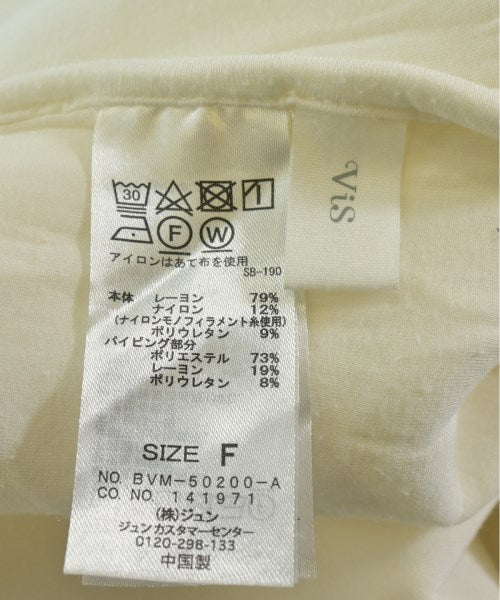 30
F W
アイロンはあて布を使用
SB-190
本体 レーヨン 79%
ナイロン 12%
(ナイロンモノフィラメント糸使用)
ポリウレタン 9%
パイピング部分
ポリエステル 73%
レーヨン 19%
ポリウレタン 8%
SIZE F
NO. BVM-50200-A
CO. NO. 141971
(株)ジュン
ジュンカスタマーセンター
0120-298-133
中国製
ViS